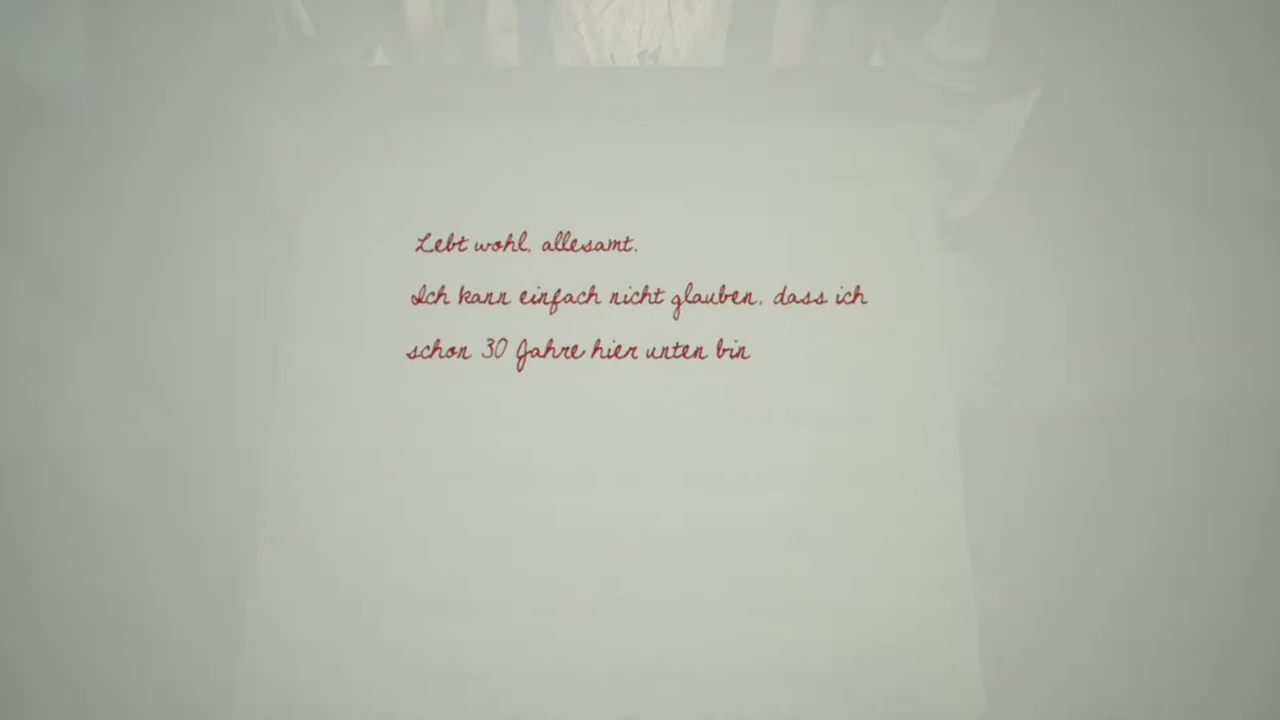 Lebt wohl, allesamt.
Ich kann einfach nicht glauben, dass ich
schon 30 Jahre hier unten bin